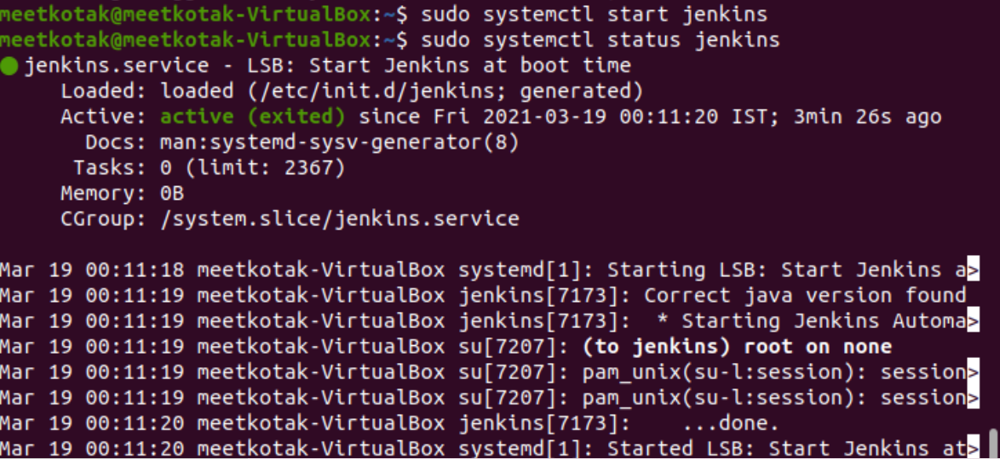 meetkotak@meetkotak-VirtualBox:~$ sudo systemctl start jenkins
meetkotak@meetkotak-VirtualBox:~$ sudo systemctl status jenkins
● jenkins.service - LSB: Start Jenkins at boot time
     Loaded: loaded (/etc/init.d/jenkins; generated)
     Active: active (exited) since Fri 2021-03-19 00:11:20 IST; 3min 26s ago
       Docs: man:systemd-sysv-generator(8)
      Tasks: 0 (limit: 2367)
     Memory: 0B
     CGroup: /system.slice/jenkins.service
Mar 19 00:11:18 meetkotak-VirtualBox systemd[1]: Starting LSB: Start Jenkins a>
Mar 19 00:11:19 meetkotak-VirtualBox jenkins[7173]: Correct java version found
Mar 19 00:11:19 meetkotak-VirtualBox jenkins[7173]:  * Starting Jenkins Automa>
Mar 19 00:11:19 meetkotak-VirtualBox su[7207]: (to jenkins) root on none
Mar 19 00:11:19 meetkotak-VirtualBox su[7207]: pam_unix(su-l:session): session>
Mar 19 00:11:19 meetkotak-VirtualBox su[7207]: pam_unix(su-l:session): session>
Mar 19 00:11:20 meetkotak-VirtualBox jenkins[7173]:    ...done.
Mar 19 00:11:20 meetkotak-VirtualBox systemd[1]: Started LSB: Start Jenkins at>